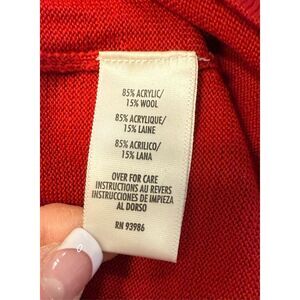 85% ACRYLIC/
15% WOOL
85% ACRYLIQUE/
15% LAINE
85% ACRILICO/
15% LANA
OVER FOR CARE
INSTRUCTIONS AU REVERS
INSTRUCCIONES DE IMPIEZA
AL DORSO
RN 93986